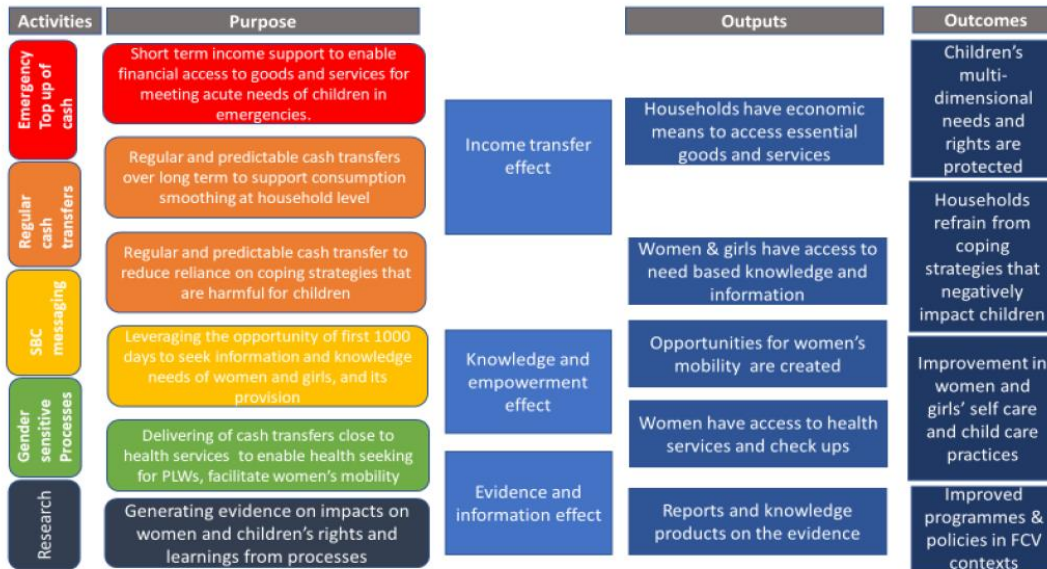 Activities
Purpose
Outputs
Outcomes
Emergency
Top up of
cash
Regular
cash
transfers
SBC
messaging
Gender
sensitive
Processes
Research
Short term income support to enable
financial access to goods and services for
meeting acute needs of children in
emergencies.
Regular and predictable cash transfers
over long term to support consumption
smoothing at household level
Regular and predictable cash transfer to
reduce reliance on coping strategies that
are harmful for children
Leveraging the opportunity of first 1000
days to seek information and knowledge
needs of women and girls, and its
provision
Delivering of cash transfers close to
health services to enable health seeking
for PLWs, facilitate women's mobility
Generating evidence on impacts on
women and children's rights and
learnings from processes
Income transfer
effect
Knowledge and
empowerment
effect
Evidence and
information effect
Households have economic
means to access essential
goods and services
Women & girls have access to
need based knowledge and
information
Opportunities for women's
mobility are created
Women have access to health
services and check ups
Reports and knowledge
products on the evidence
Children's
multi-
dimensional
needs and
rights are
protected
Households
refrain from
coping
strategies that
negatively
impact children
Improvement in
women and
girls' self care
and child care
practices
Improved
programmes &
policies in FCV
contexts